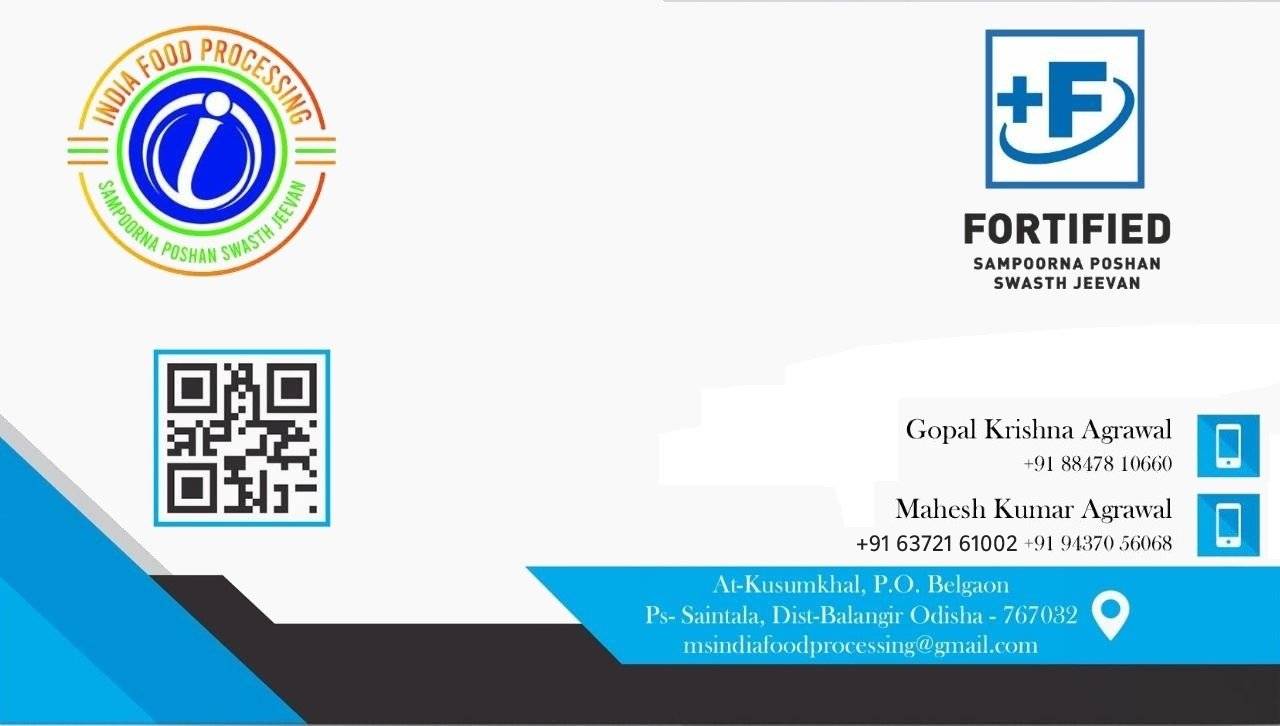 INDIA FOOD PROCESSING
i
SAMPOORNA POSHAN SWASTH JEEVAN
+F
FORTIFIED
SAMPOORNA POSHAN
SWASTH JEEVAN
Gopal Krishna Agrawal
+91 88478 10660
Mahesh Kumar Agrawal
+91 63721 61002 +91 94370 56068
At-Kusumkhal, P.O. Belgaon
Ps- Saintala, Dist-Balangir Odisha - 767032
msindiafoodprocessing@gmail.com